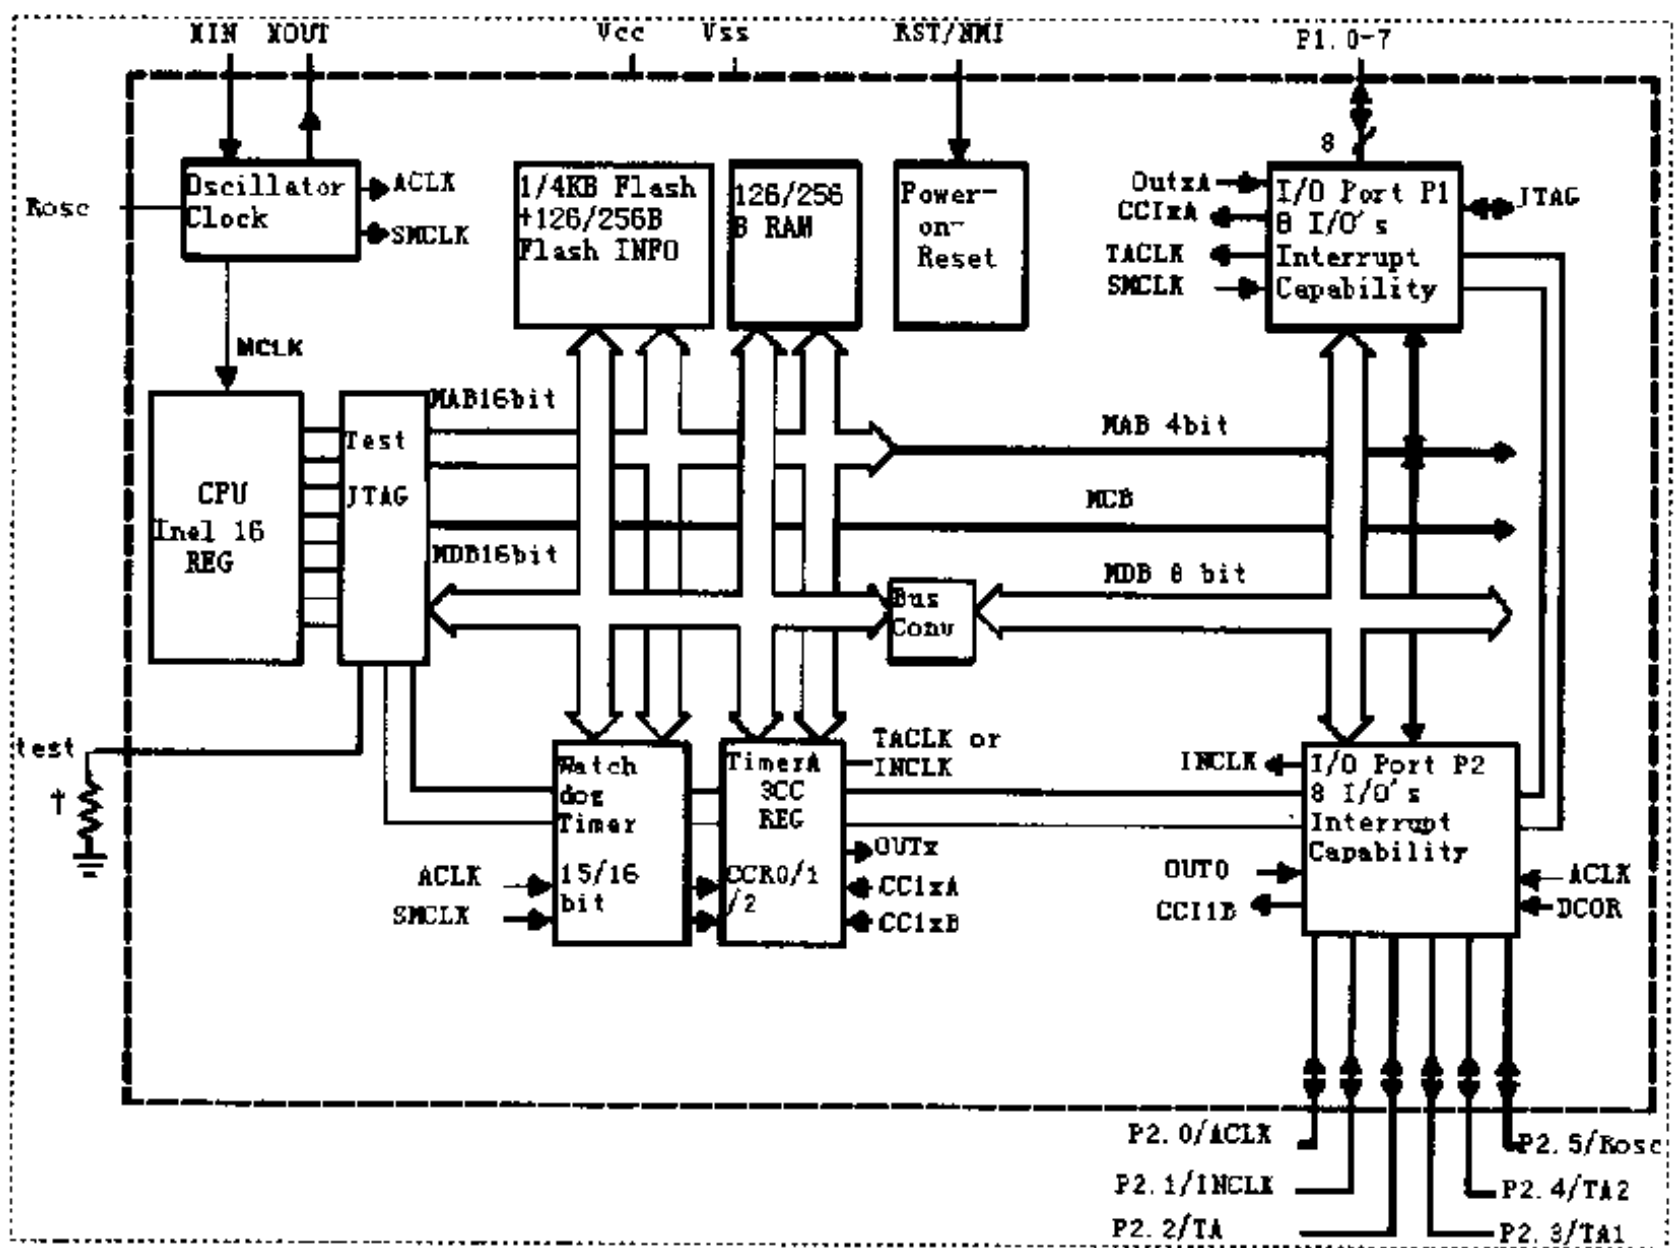 XIN XOUT Vcc Vss RST/NMI P1.0-7
8
Rosc
Oscillator
Clock
ACLK
SMCLK
1/4KB Flash
+126/256B
Flash INFO
126/256
B RAM
Power-
on-
Reset
OutxA
CCIxA
TACLK
SMCLK
I/O Port P1
8 I/O's
Interrupt
Capability
JTAG
MCLK
CPU
Inel 16
REG
Test
JTAG
MAB16bit
MDB16bit
MAB 4bit
MCB
MDB 8 bit
Bus
Conv
test
†
Watch
dog
Timer
15/16
bit
ACLK
SMCLK
TimerA
3CC
REG
CCR0/1
/2
TACLK or
INCLK
OUTx
CC1xA
CC1xB
INCLK
OUT0
CCI1B
I/O Port P2
8 I/O's
Interrupt
Capability
ACLK
DCOR
P2.0/ACLK
P2.1/INCLK
P2.2/TA
P2.5/Rosc
P2.4/TA2
P2.3/TA1